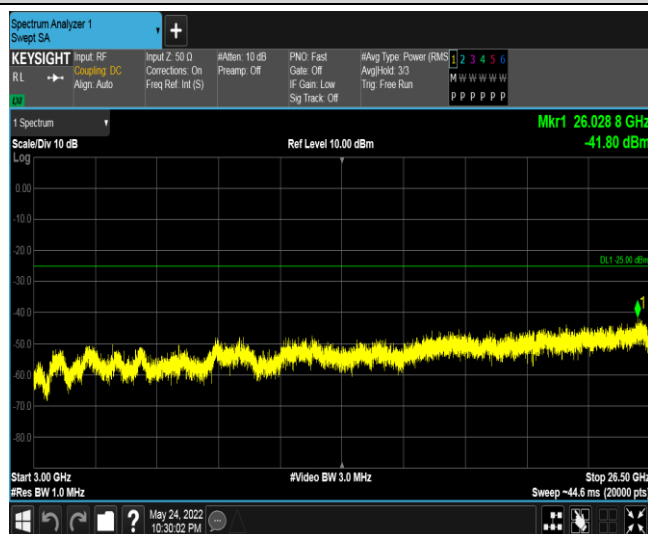 Spectrum Analyzer 1
Swept SA
KEYSIGHT
RL
LXI
Input: RF
Coupling: DC
Align: Auto
Input Z: 50 Ω
Corrections: On
Freq Ref: Int (S)
#Atten: 10 dB
Preamp: Off
PNO: Fast
Gate: Off
IF Gain: Low
Sig Track: Off
#Avg Type: Power (RMS
Avg|Hold: 3/3
Trig: Free Run
1 2 3 4 5 6
M W W W W W
P P P P P P
1 Spectrum
Scale/Div 10 dB
Ref Level 10.00 dBm
Mkr1 26.028 8 GHz
-41.80 dBm
Log
0.00
-10.0
-20.0
DL1 -25.00 dBm
-30.0
1
-40.0
-50.0
-60.0
-70.0
-80.0
Start 3.00 GHz
#Video BW 3.0 MHz
Stop 26.50 GHz
#Res BW 1.0 MHz
Sweep ~44.6 ms (20000 pts)
?
May 24, 2022
10:30:02 PM